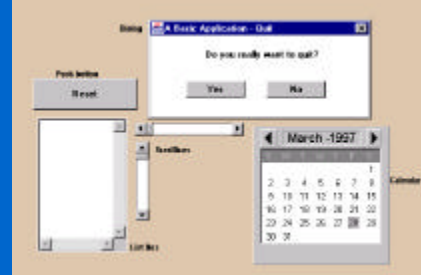 Dialog
A Basic Application - Quit
Do you really want to quit?
Yes No
Push button
Reset
Scrollbars
List Box
March -1997
1
2 3 4 5 6 7 8
9 10 11 12 13 14 15
16 17 18 19 20 21 22
23 24 25 26 27 28 29
30 31
Calendar